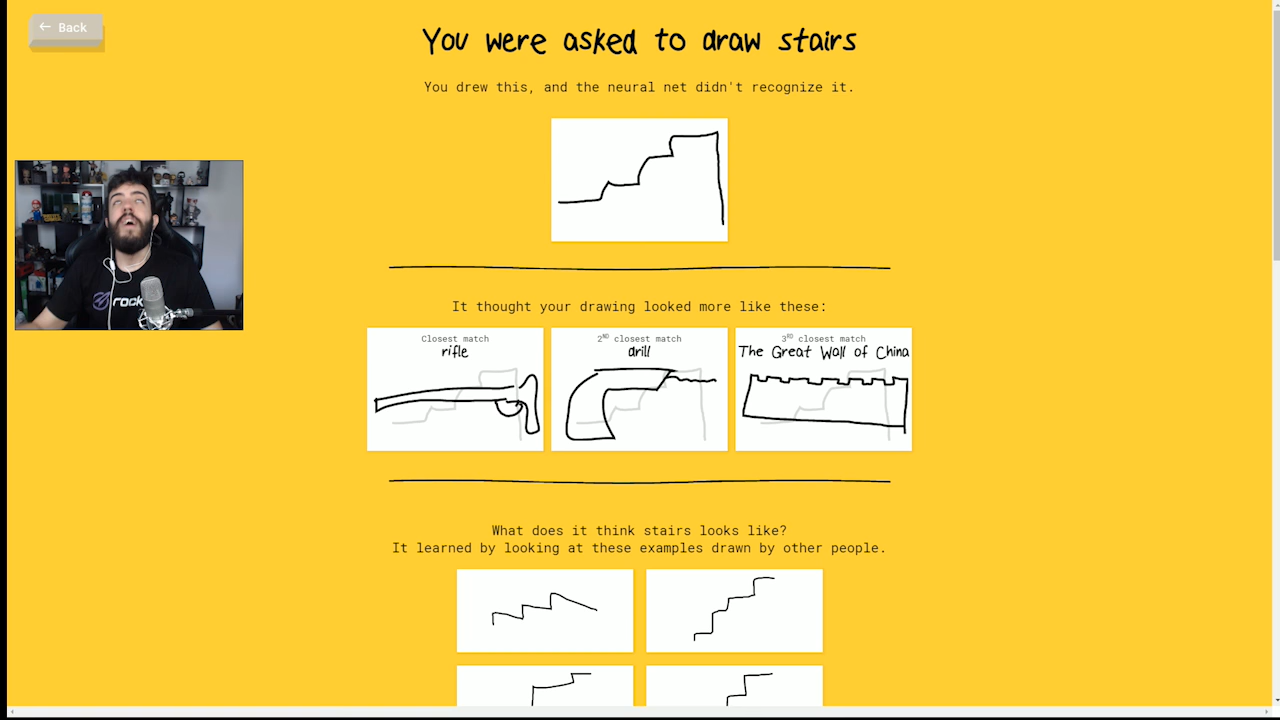 ← Back
You were asked to draw stairs
You drew this, and the neural net didn't recognize it.
rock
It thought your drawing looked more like these:
Closest match
rifle
2ND closest match
drill
3RD closest match
The Great Wall of China
What does it think stairs looks like?
It learned by looking at these examples drawn by other people.